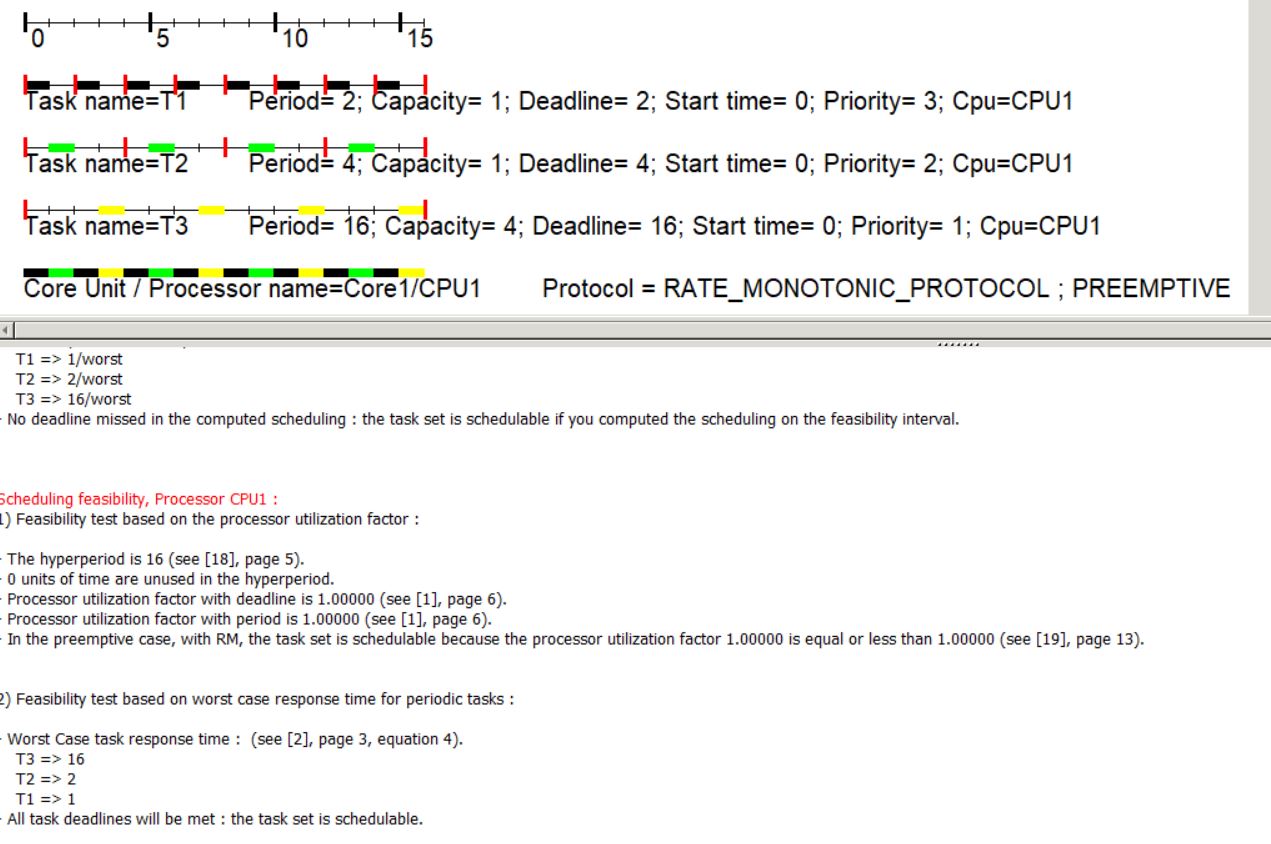 0 5 10 15
Task name=T1 Period= 2; Capacity= 1; Deadline= 2; Start time= 0; Priority= 3; Cpu=CPU1
Task name=T2 Period= 4; Capacity= 1; Deadline= 4; Start time= 0; Priority= 2; Cpu=CPU1
Task name=T3 Period= 16; Capacity= 4; Deadline= 16; Start time= 0; Priority= 1; Cpu=CPU1
Core Unit / Processor name=Core1/CPU1 Protocol = RATE_MONOTONIC_PROTOCOL ; PREEMPTIVE
T1 => 1/worst
T2 => 2/worst
T3 => 16/worst
- No deadline missed in the computed scheduling : the task set is schedulable if you computed the scheduling on the feasibility interval.
Scheduling feasibility, Processor CPU1 :
1) Feasibility test based on the processor utilization factor :
- The hyperperiod is 16 (see [18], page 5).
- 0 units of time are unused in the hyperperiod.
- Processor utilization factor with deadline is 1.00000 (see [1], page 6).
- Processor utilization factor with period is 1.00000 (see [1], page 6).
- In the preemptive case, with RM, the task set is schedulable because the processor utilization factor 1.00000 is equal or less than 1.00000 (see [19], page 13).
2) Feasibility test based on worst case response time for periodic tasks :
- Worst Case task response time : (see [2], page 3, equation 4).
T3 => 16
T2 => 2
T1 => 1
- All task deadlines will be met : the task set is schedulable.